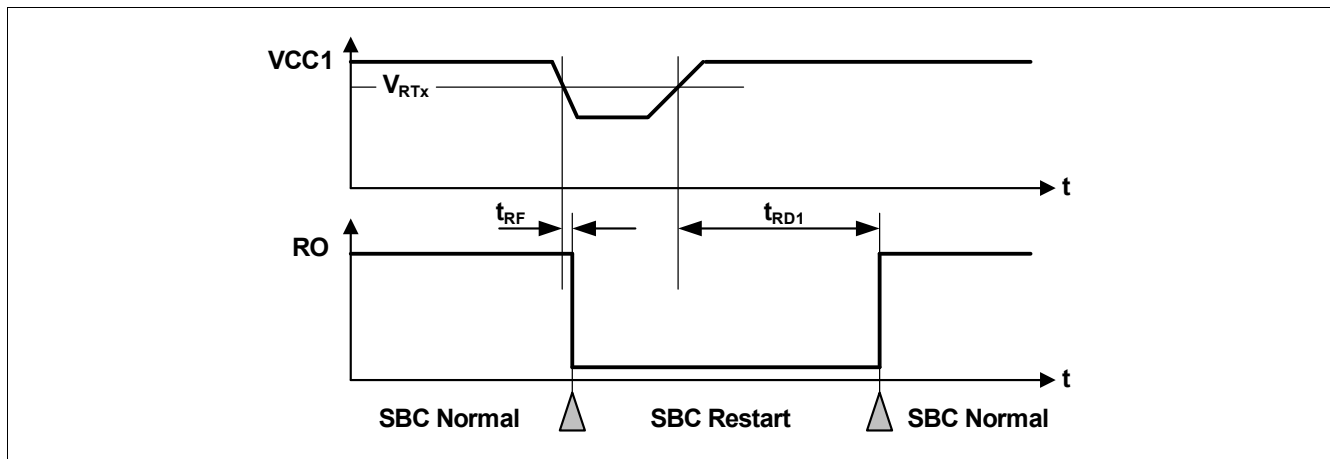 VCC1
VRTx
t
tRF
tRD1
RO
t
SBC Normal
SBC Restart
SBC Normal